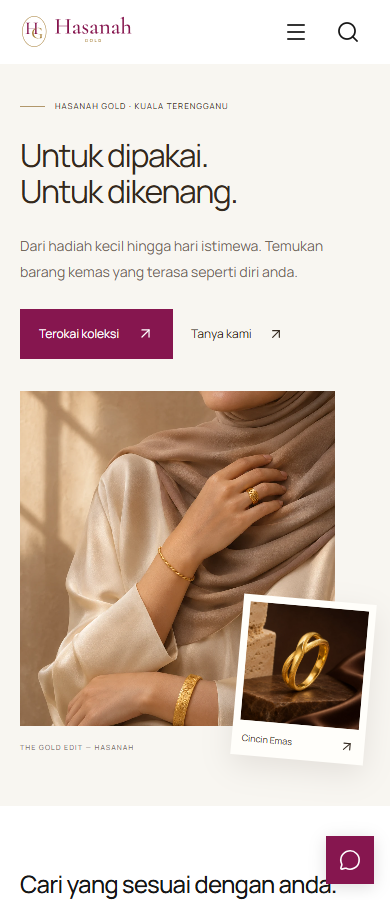 HG
Hasanah
GOLD
HASANAH GOLD · KUALA TERENGGANU
Untuk dipakai.
Untuk dikenang.
Dari hadiah kecil hingga hari istimewa. Temukan
barang kemas yang terasa seperti diri anda.
Terokai koleksi
Tanya kami
Cincin Emas
THE GOLD EDIT — HASANAH
Cari yang sesuai dengan anda.